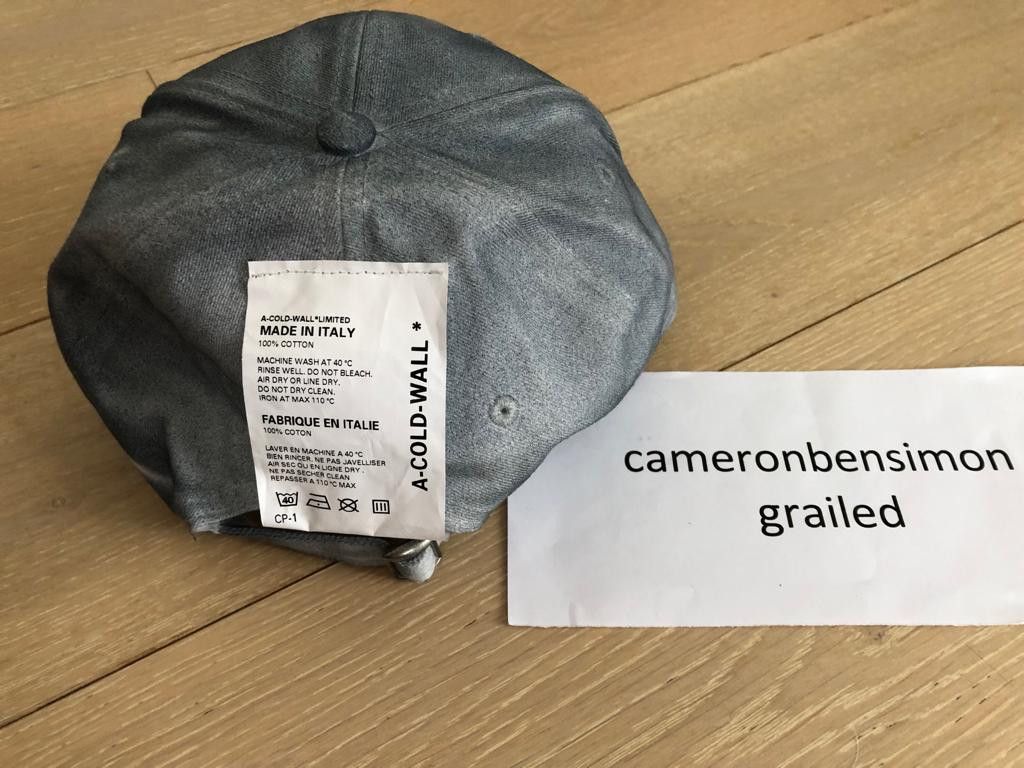 A-COLD-WALL*LIMITED
MADE IN ITALY
100% COTTON
MACHINE WASH AT 40 °C
RINSE WELL. DO NOT BLEACH.
AIR DRY OR LINE DRY.
DO NOT DRY CLEAN.
IRON AT MAX 110 °C
FABRIQUE EN ITALIE
100% COTON
LAVER EN MACHINE A 40 °C
BIEN RINCER. NE PAS JAVELLISER
AIR SEC OU EN LIGNE DRY.
NE PAS SECHER CLEAN
REPASSER A 110 °C MAX
40
CP-1
A-COLD-WALL*
cameronbensimon
grailed